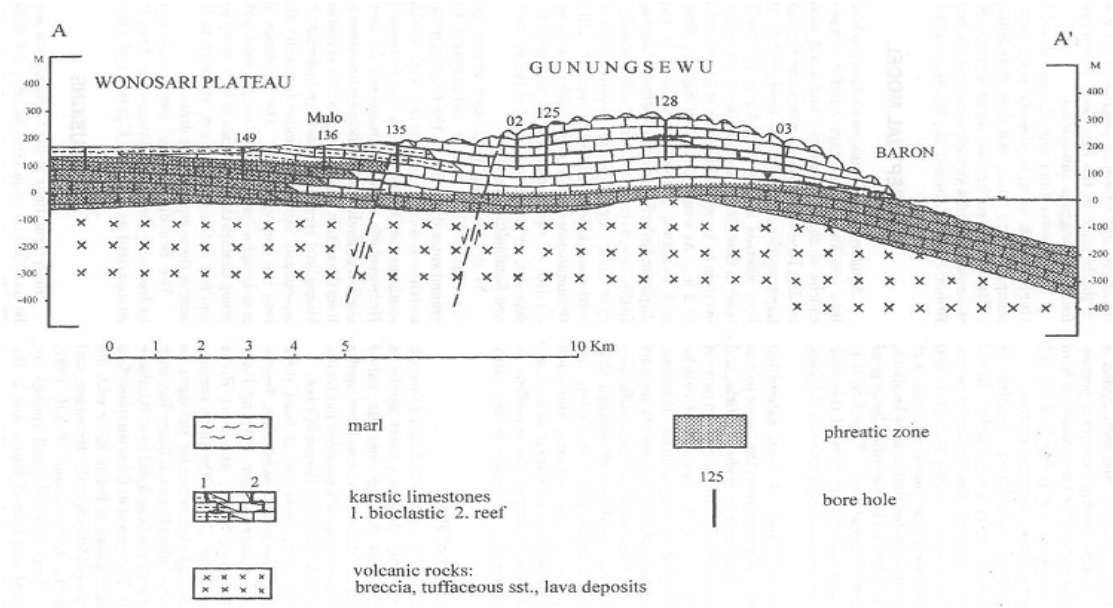 A
A'
M
M
WONOSARI PLATEAU
GUNUNGSEWU
BARON
400
300
200
100
0
-100
-200
-300
-400
400
300
200
100
0
-100
-200
-300
-400
149
Mulo
136
135
02
125
128
03
0 1 2 3 4 5 10 Km
marl
phreatic zone
1 2
karstic limestones
1. bioclastic 2. reef
125
bore hole
volcanic rocks:
breccia, tuffaceous sst., lava deposits